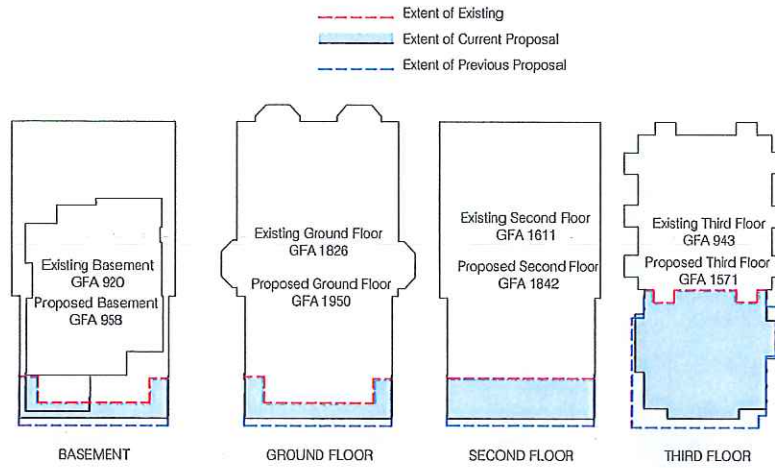 Extent of Existing
Extent of Current Proposal
Extent of Previous Proposal
Existing Basement
GFA 920
Proposed Basement
GFA 958
BASEMENT
Existing Ground Floor
GFA 1826
Proposed Ground Floor
GFA 1950
GROUND FLOOR
Existing Second Floor
GFA 1611
Proposed Second Floor
GFA 1842
SECOND FLOOR
Existing Third Floor
GFA 943
Proposed Third Floor
GFA 1571
THIRD FLOOR